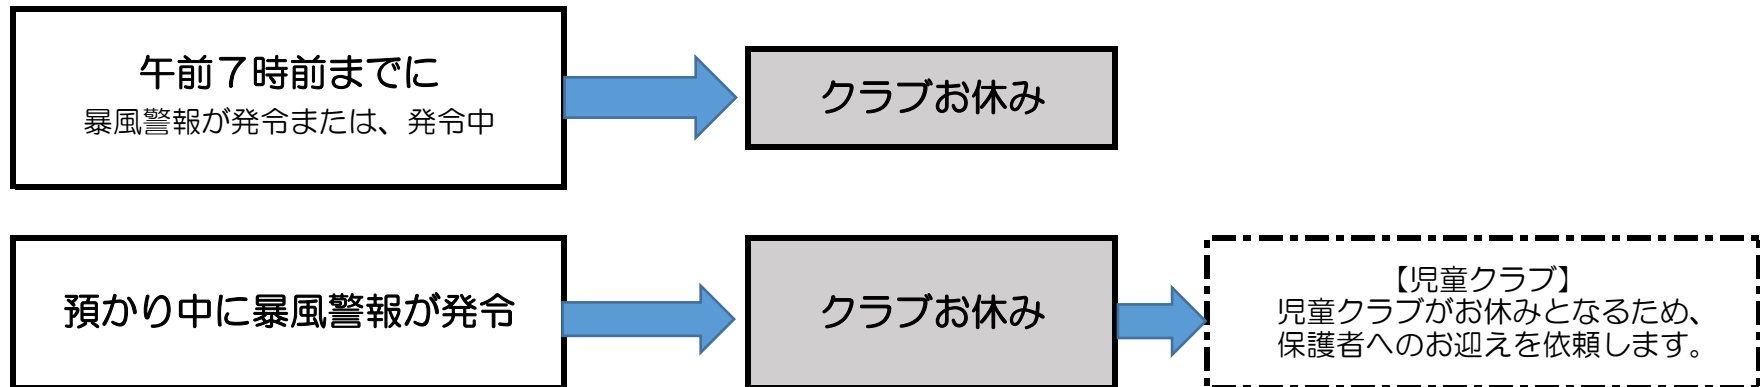 午前７時前までに
暴風警報が発令または、発令中
クラブお休み
預かり中に暴風警報が発令
クラブお休み
【児童クラブ】
児童クラブがお休みとなるため、
保護者へのお迎えを依頼します。